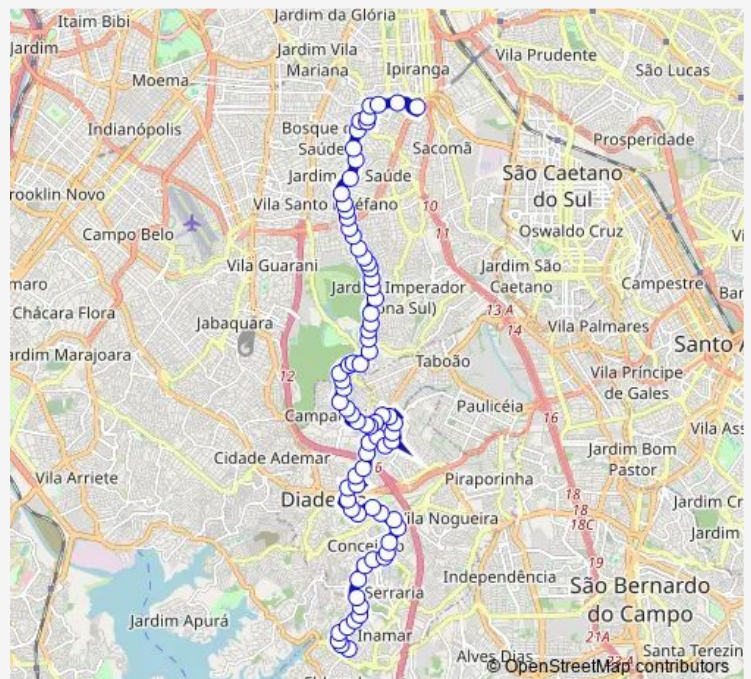 Itaim Bibi
Jardim da Glória
Jardim
Jardim Vila
Mariana
Ipiranga
Vila Prudente
Moema
São Lucas
Indianópolis
Bosque
Saúde
Sacomã
Prosperidade
Jardim
Saúde
São Caetano
do Sul
rooklin Novo
Vila Santo
éfano
10
Campo Belo
11
Oswaldo Cruz
Vila Guarani
Jardim São
Caetano
Campestre
maro
Imperador
ona Sul)
13 A
Chácara Flora
14
Vila Palmares
Jabaquara
Santo A
ardim Marajoara
Taboão
12
Vila Príncipe
de Gales
Paulicéia
16
Campa
Vila Ass
Jardim Bom
Pastor
Cidade Ademar
Vila Arriete
Piraporinha
18
Jardim Cr
Diade
18
18C
ila Nogueira
Jardim
Concei
19
Independência
São Bernardo
do Campo
Serraria
Jardim Apurá
Inamar
21A
Alves Dias
Santa Terezin
© OpenStreetMap contributors